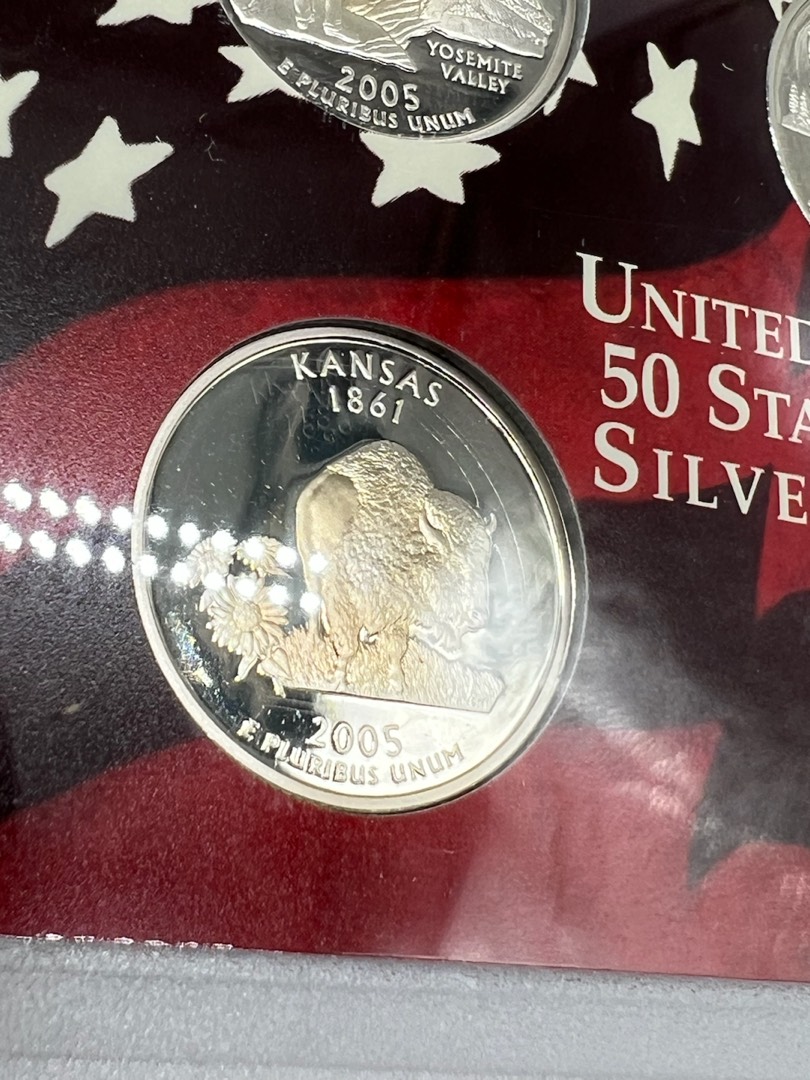 YOSEMITE
VALLEY
2005
E PLURIBUS UNUM
UNITED
50 STA
SILVE
KANSAS
1861
2005
E PLURIBUS UNUM